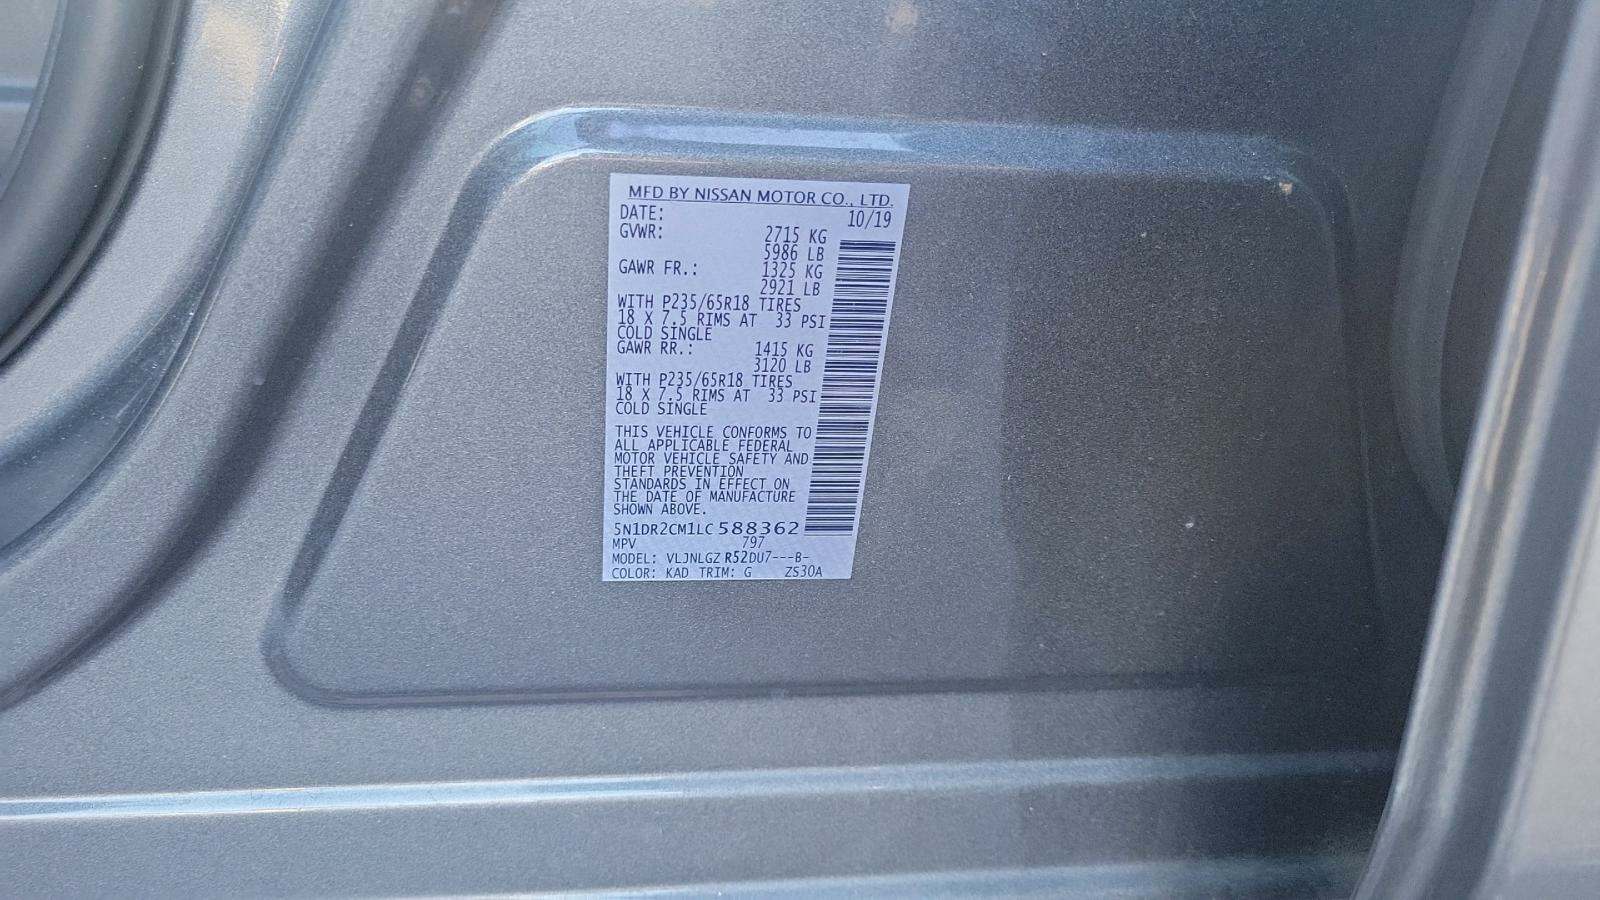 MFD BY NISSAN MOTOR CO., LTD.
DATE: 10/19
GVWR: 2715 KG
5986 LB
GAWR FR.: 1325 KG
2921 LB
WITH P235/65R18 TIRES
18 X 7.5 RIMS AT 33 PSI
COLD SINGLE
GAWR RR.: 1415 KG
3120 LB
WITH P235/65R18 TIRES
18 X 7.5 RIMS AT 33 PSI
COLD SINGLE
THIS VEHICLE CONFORMS TO
ALL APPLICABLE FEDERAL
MOTOR VEHICLE SAFETY AND
THEFT PREVENTION
STANDARDS IN EFFECT ON
THE DATE OF MANUFACTURE
SHOWN ABOVE.
5N1DR2CM1LC588362
MPV 797
MODEL: VLJNLGZ R52DU7---B-
COLOR: KAD TRIM: G ZS30A